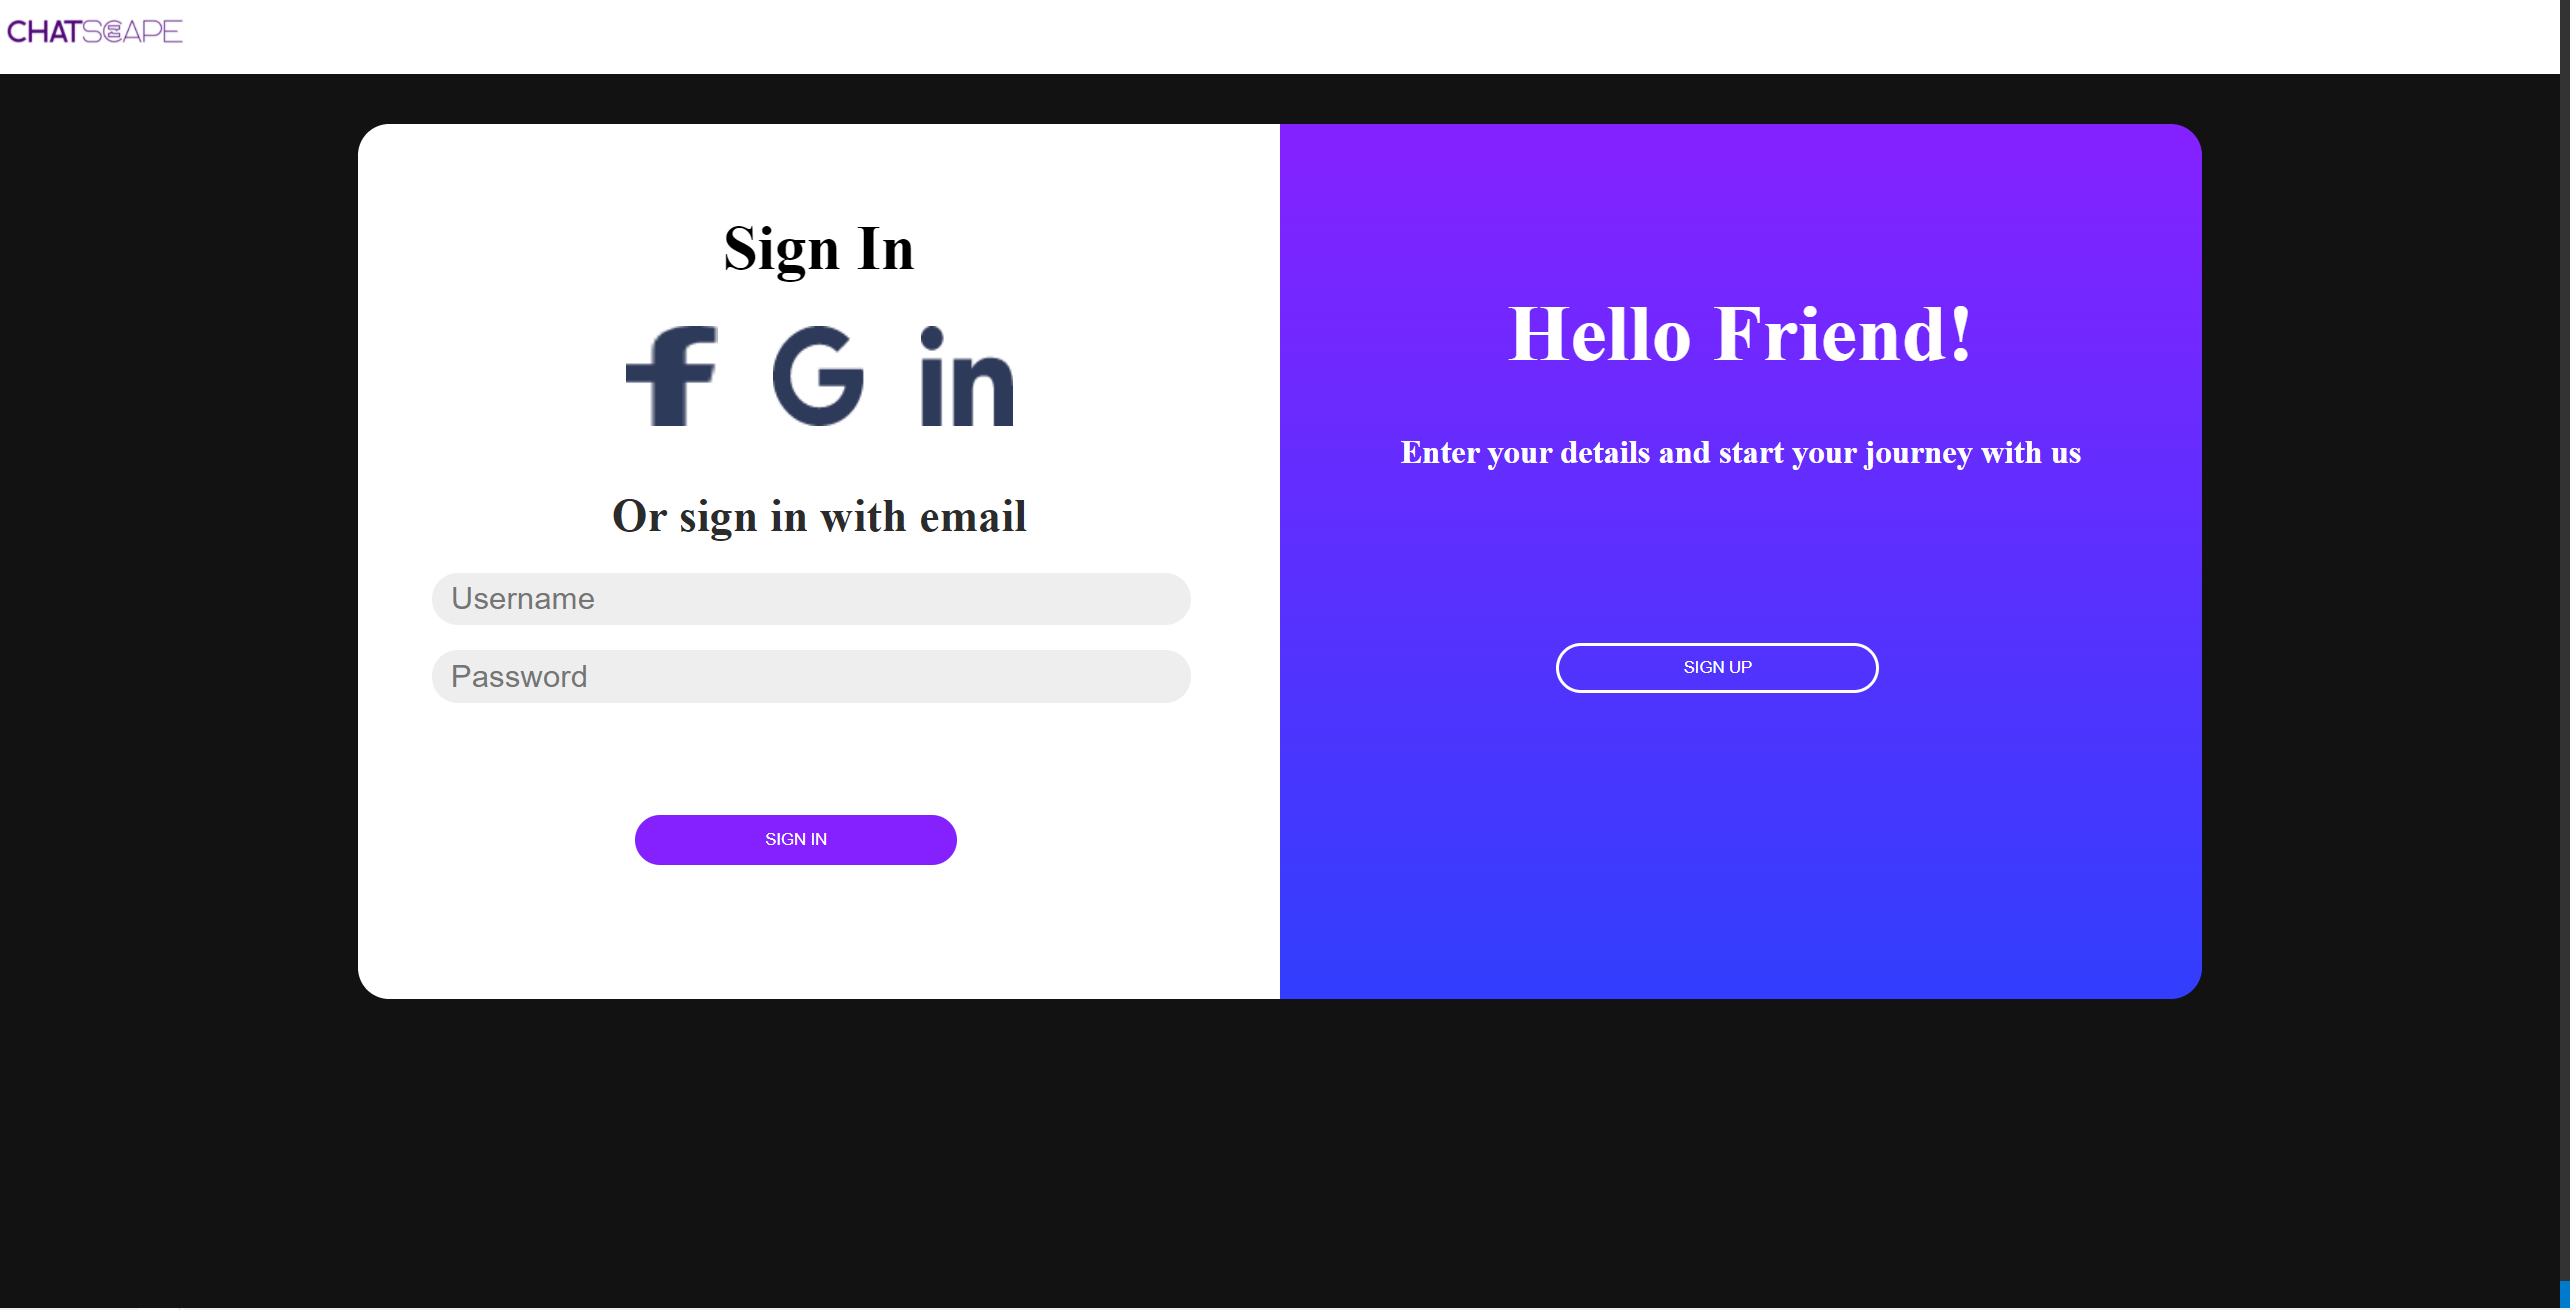 CHATSCAPE
Sign In
f G in
Or sign in with email
Username
Password
SIGN IN
Hello Friend!
Enter your details and start your journey with us
SIGN UP